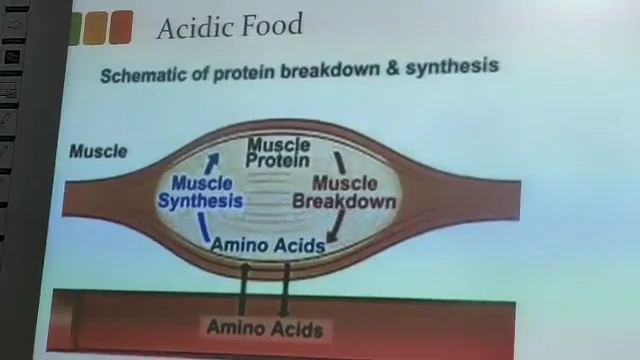 Acidic Food
Schematic of protein breakdown & synthesis
Muscle
Muscle
Protein
Muscle
Synthesis
Muscle
Breakdown
Amino Acids
Amino Acids